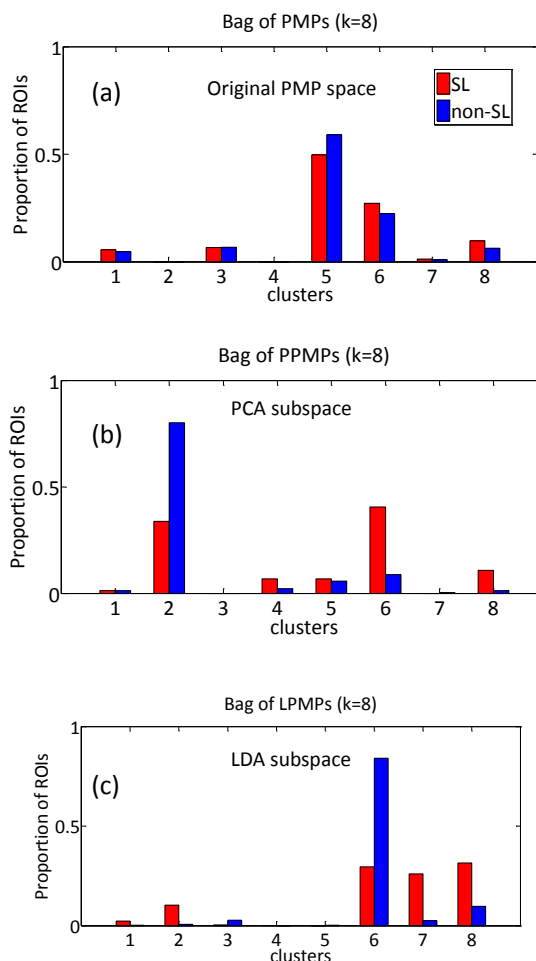 Bag of PMPs (k=8)
1
(a)
Original PMP space
SL
non-SL
Proportion of ROIs
0.5
0
1 2 3 4 5 6 7 8
clusters
Bag of PPMPs (k=8)
1
(b)
PCA subspace
Proportion of ROIs
0.5
0
1 2 3 4 5 6 7 8
clusters
Bag of LPMPs (k=8)
1
(c)
LDA subspace
Proportion of ROIs
0.5
0
1 2 3 4 5 6 7 8
clusters